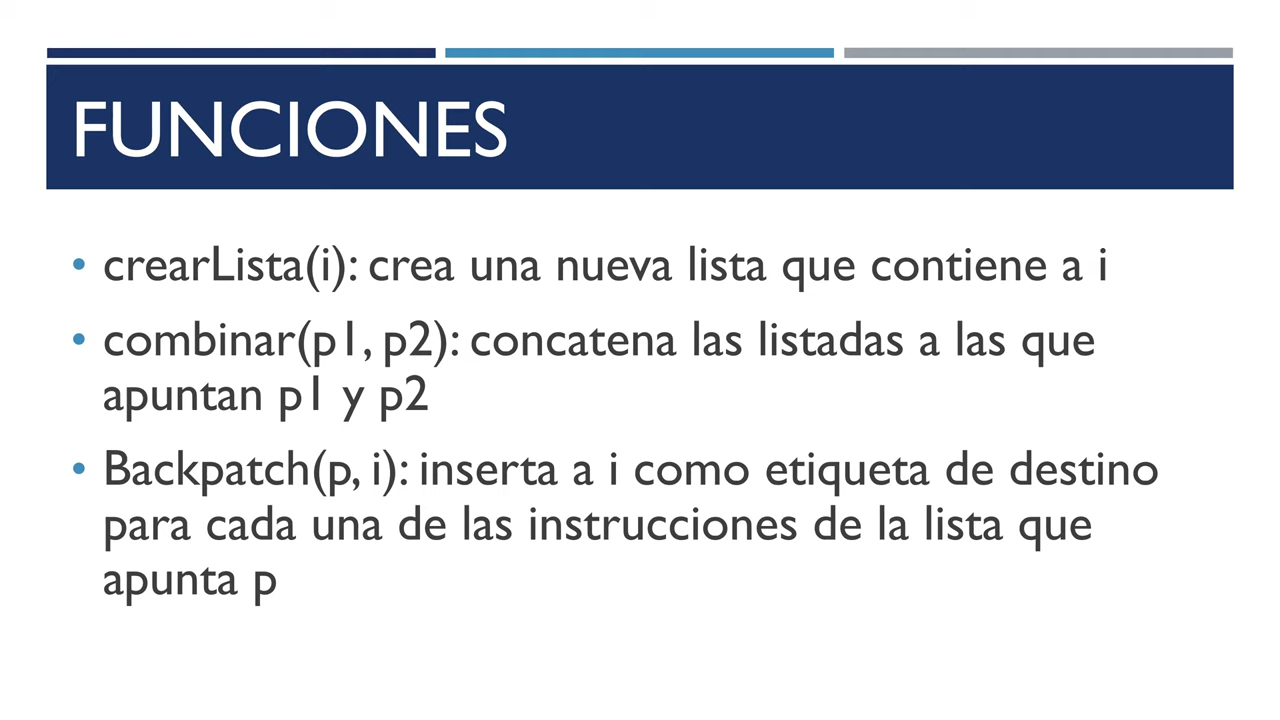 FUNCIONES
• crearLista(i): crea una nueva lista que contiene a i
• combinar(p1, p2): concatena las listadas a las que
apuntan p1 y p2
• Backpatch(p, i): inserta a i como etiqueta de destino
para cada una de las instrucciones de la lista que
apunta p